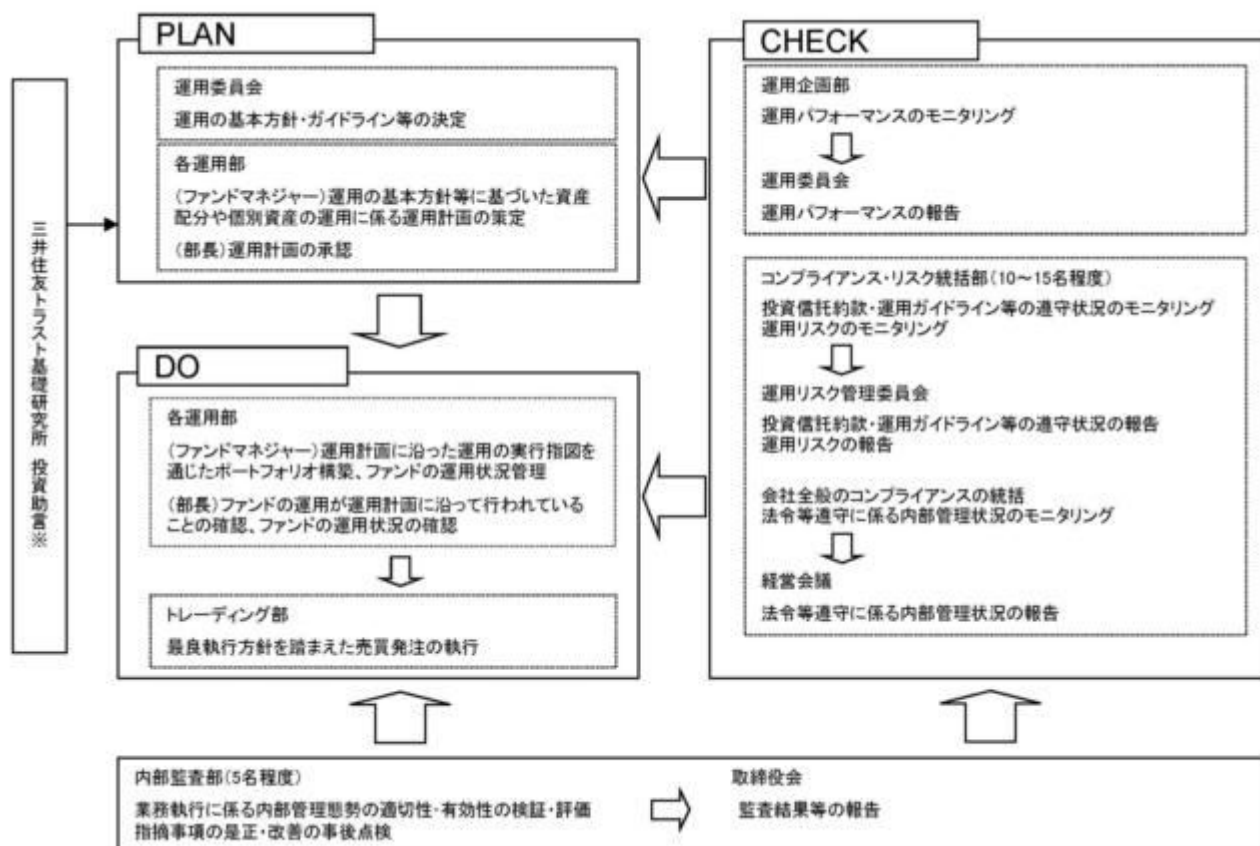 三井住友トラスト基礎研究所 投資助言※
PLAN
運用委員会
運用の基本方針・ガイドライン等の決定
各運用部
(ファンドマネジャー)運用の基本方針等に基づいた資産
配分や個別資産の運用に係る運用計画の策定
(部長)運用計画の承認
DO
各運用部
(ファンドマネジャー)運用計画に沿った運用の実行指図を
通じたポートフォリオ構築、ファンドの運用状況管理
(部長)ファンドの運用が運用計画に沿って行われている
ことの確認、ファンドの運用状況の確認
トレーディング部
最良執行方針を踏まえた売買発注の執行
CHECK
運用企画部
運用パフォーマンスのモニタリング
運用委員会
運用パフォーマンスの報告
コンプライアンス・リスク統括部(10～15名程度)
投資信託約款・運用ガイドライン等の遵守状況のモニタリング
運用リスクのモニタリング
運用リスク管理委員会
投資信託約款・運用ガイドライン等の遵守状況の報告
運用リスクの報告
会社全般のコンプライアンスの統括
法令等遵守に係る内部管理状況のモニタリング
経営会議
法令等遵守に係る内部管理状況の報告
内部監査部(5名程度)
業務執行に係る内部管理態勢の適切性・有効性の検証・評価
指摘事項の是正・改善の事後点検
取締役会
監査結果等の報告